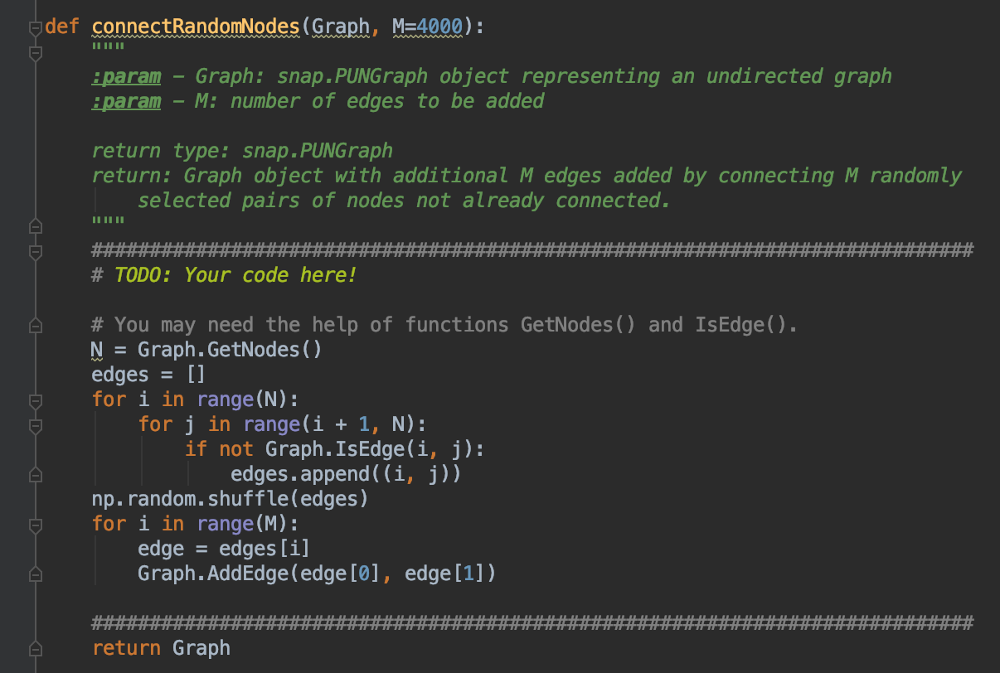 def connectRandomNodes(Graph, M=4000):
    """
    :param - Graph: snap.PUNGraph object representing an undirected graph
    :param - M: number of edges to be added

    return type: snap.PUNGraph
    return: Graph object with additional M edges added by connecting M randomly
        selected pairs of nodes not already connected.
    """
    ############################################################################
    # TODO: Your code here!

    # You may need the help of functions GetNodes() and IsEdge().
    N = Graph.GetNodes()
    edges = []
    for i in range(N):
        for j in range(i + 1, N):
            if not Graph.IsEdge(i, j):
                edges.append((i, j))
    np.random.shuffle(edges)
    for i in range(M):
        edge = edges[i]
        Graph.AddEdge(edge[0], edge[1])

    ############################################################################
    return Graph